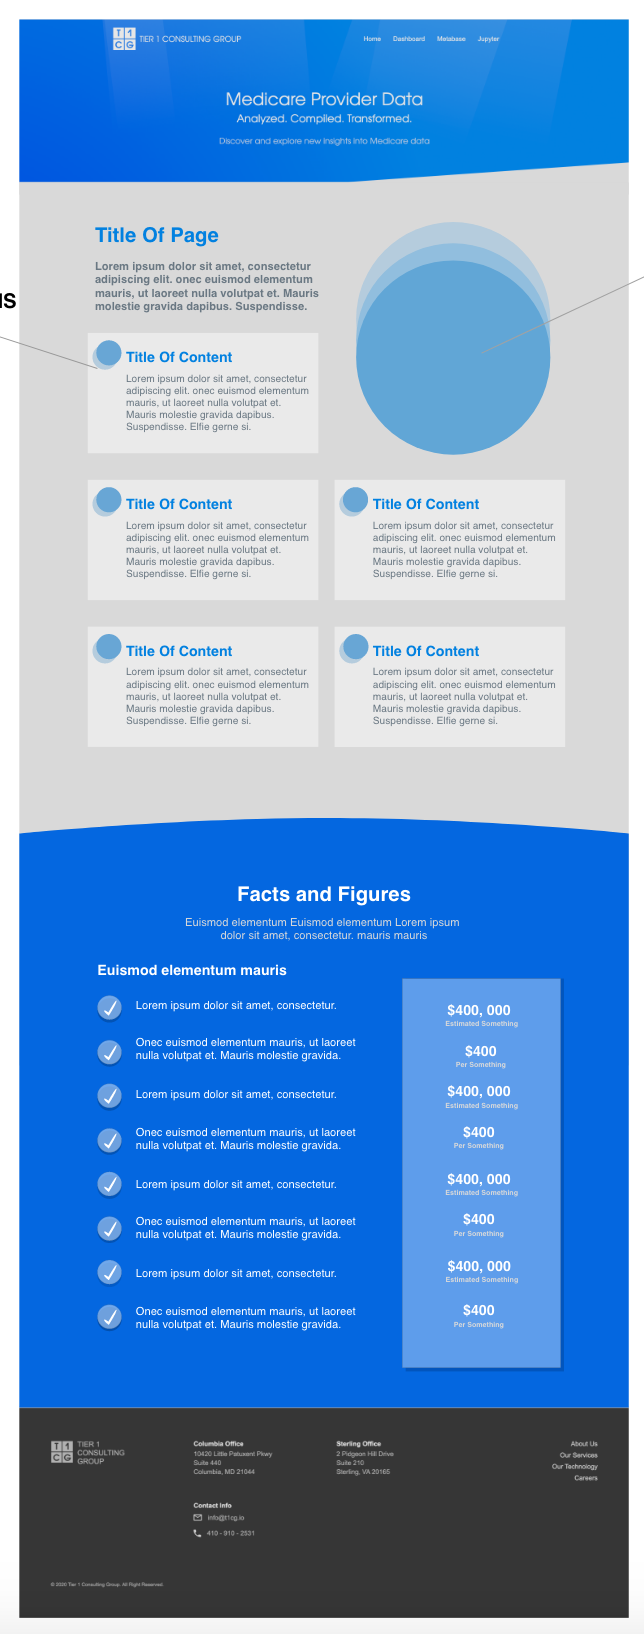 T 1
C G
TIER 1 CONSULTING GROUP
Home Dashboard Metabase Jupyter
Medicare Provider Data
Analyzed. Compiled. Transformed.
Discover and explore new insights into Medicare data
Title Of Page
Lorem ipsum dolor sit amet, consectetur
adipiscing elit. onec euismod elementum
mauris, ut laoreet nulla volutpat et. Mauris
molestie gravida dapibus. Suspendisse.
Title Of Content
Lorem ipsum dolor sit amet, consectetur
adipiscing elit. onec euismod elementum
mauris, ut laoreet nulla volutpat et.
Mauris molestie gravida dapibus.
Suspendisse. Elfie gerne si.
Title Of Content
Lorem ipsum dolor sit amet, consectetur
adipiscing elit. onec euismod elementum
mauris, ut laoreet nulla volutpat et.
Mauris molestie gravida dapibus.
Suspendisse. Elfie gerne si.
Title Of Content
Lorem ipsum dolor sit amet, consectetur
adipiscing elit. onec euismod elementum
mauris, ut laoreet nulla volutpat et.
Mauris molestie gravida dapibus.
Suspendisse. Elfie gerne si.
Title Of Content
Lorem ipsum dolor sit amet, consectetur
adipiscing elit. onec euismod elementum
mauris, ut laoreet nulla volutpat et.
Mauris molestie gravida dapibus.
Suspendisse. Elfie gerne si.
Title Of Content
Lorem ipsum dolor sit amet, consectetur
adipiscing elit. onec euismod elementum
mauris, ut laoreet nulla volutpat et.
Mauris molestie gravida dapibus.
Suspendisse. Elfie gerne si.
Facts and Figures
Euismod elementum Euismod elementum Lorem ipsum
dolor sit amet, consectetur. mauris mauris
Euismod elementum mauris
Lorem ipsum dolor sit amet, consectetur.
Onec euismod elementum mauris, ut laoreet
nulla volutpat et. Mauris molestie gravida.
Lorem ipsum dolor sit amet, consectetur.
Onec euismod elementum mauris, ut laoreet
nulla volutpat et. Mauris molestie gravida.
Lorem ipsum dolor sit amet, consectetur.
Onec euismod elementum mauris, ut laoreet
nulla volutpat et. Mauris molestie gravida.
Lorem ipsum dolor sit amet, consectetur.
Onec euismod elementum mauris, ut laoreet
nulla volutpat et. Mauris molestie gravida.
$400, 000
Estimated Something
$400
Per Something
$400, 000
Estimated Something
$400
Per Something
$400, 000
Estimated Something
$400
Per Something
$400, 000
Estimated Something
$400
Per Something
T 1
C G
TIER 1
CONSULTING
GROUP
Columbia Office
10420 Little Patuxent Pkwy
Suite 440
Columbia, MD 21044
Sterling Office
2 Pidgeon Hill Drive
Suite 210
Sterling, VA 20165
About Us
Our Services
Our Technology
Careers
Contact Info
info@t1cg.io
410 - 910 - 2531
© 2020 Tier 1 Consulting Group. All Right Reserved.